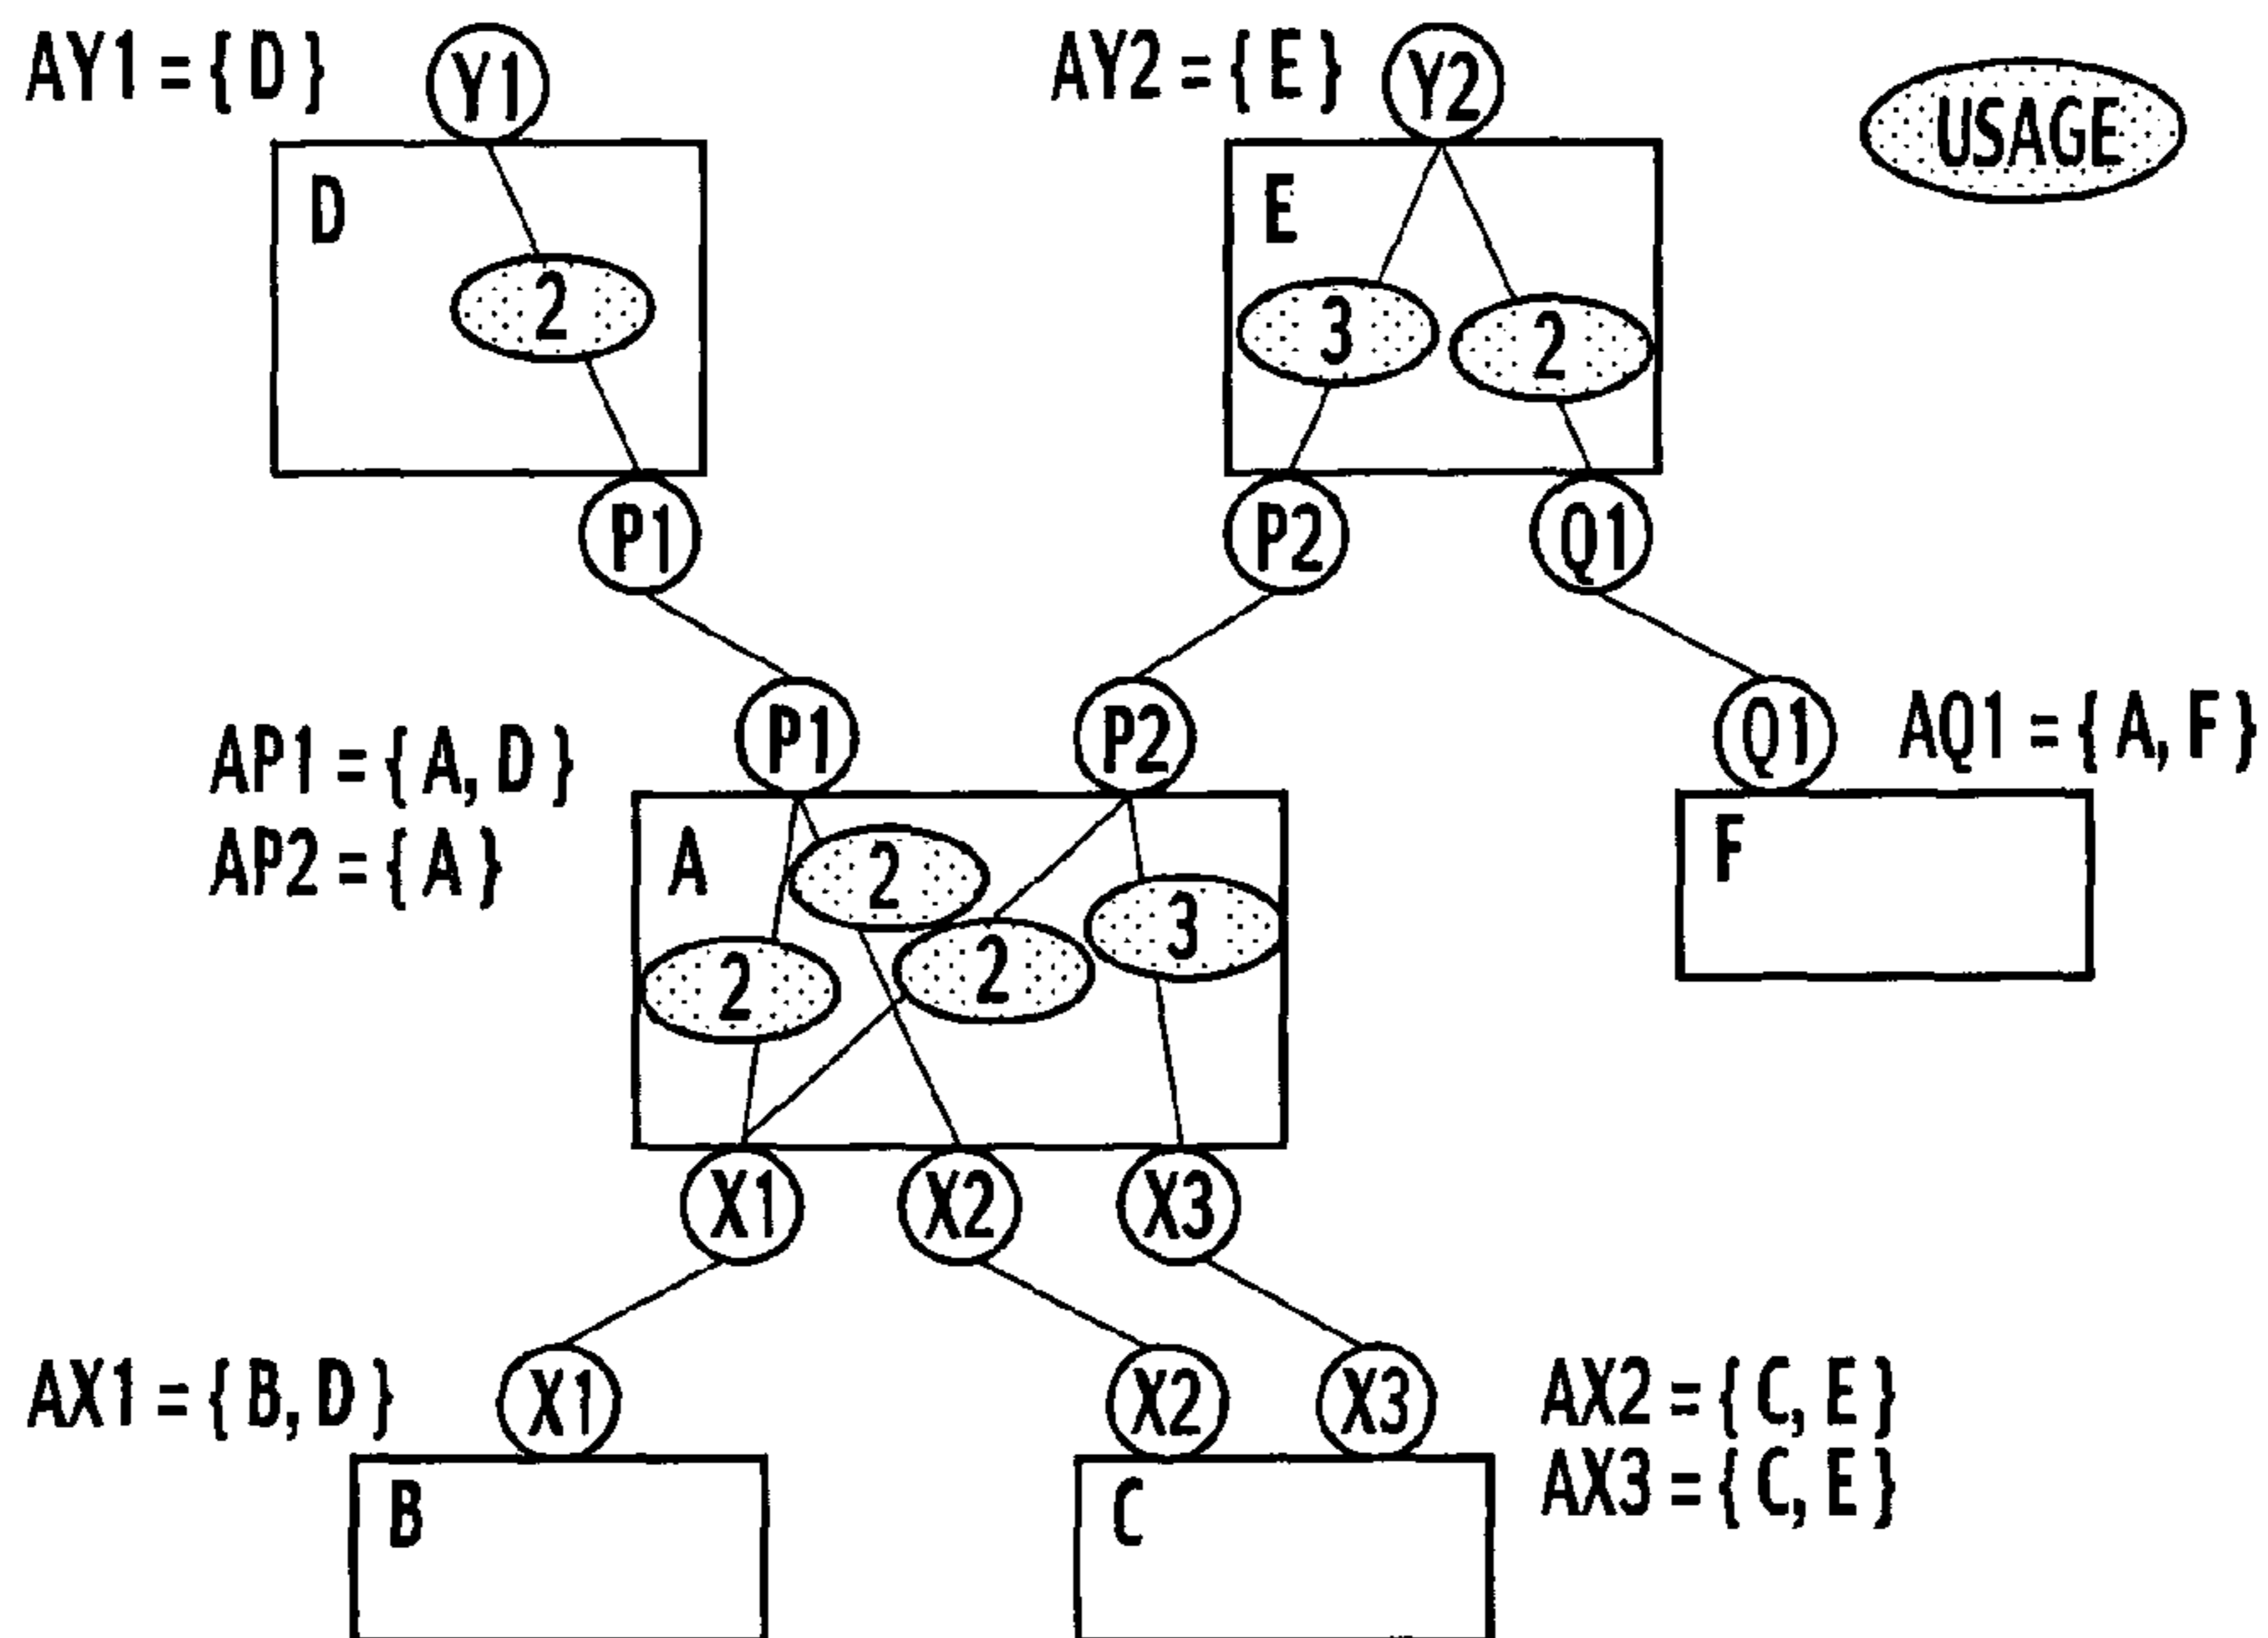 AY1 = { D }
Y1
AY2 = { E }
Y2
USAGE
D
2
E
3
2
P1
P2
Q1
AP1 = { A, D }
AP2 = { A }
P1
P2
Q1
AQ1 = { A, F }
A
2
2
2
3
F
X1
X2
X3
AX1 = { B, D }
X1
X2
X3
AX2 = { C, E }
AX3 = { C, E }
B
C